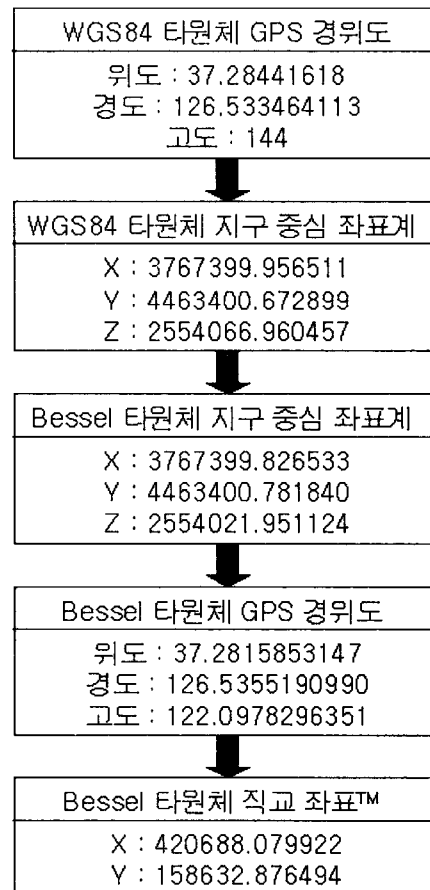 WGS84 타원체 GPS 경위도
위도 : 37.28441618
경도 : 126.533464113
고도 : 144
WGS84 타원체 지구 중심 좌표계
X : 3767399.956511
Y : 4463400.672899
Z : 2554066.960457
Bessel 타원체 지구 중심 좌표계
X : 3767399.826533
Y : 4463400.781840
Z : 2554021.951124
Bessel 타원체 GPS 경위도
위도 : 37.2815853147
경도 : 126.5355190990
고도 : 122.0978296351
Bessel 타원체 직교 좌표™
X : 420688.079922
Y : 158632.876494